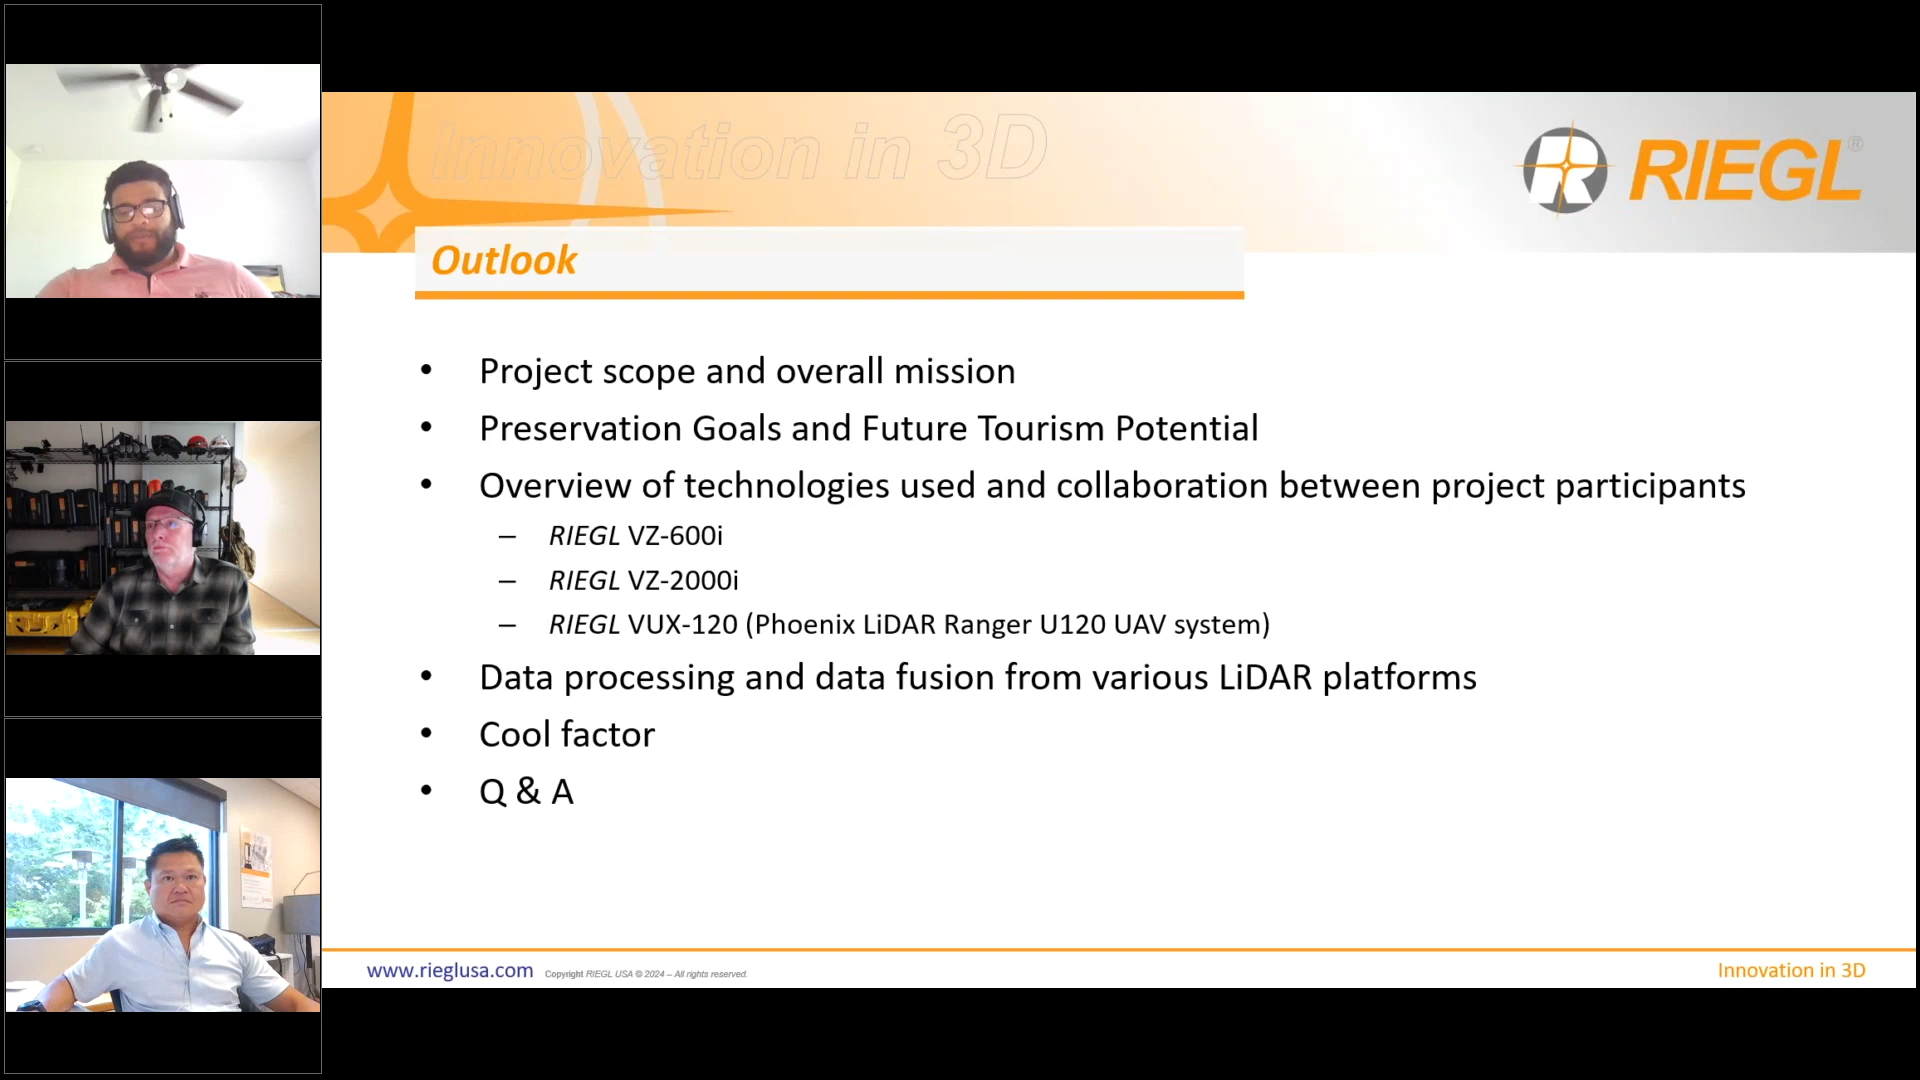 Innovation in 3D
RIEGL®
Outlook
• Project scope and overall mission
• Preservation Goals and Future Tourism Potential
• Overview of technologies used and collaboration between project participants
– RIEGL VZ-600i
– RIEGL VZ-2000i
– RIEGL VUX-120 (Phoenix LiDAR Ranger U120 UAV system)
• Data processing and data fusion from various LiDAR platforms
• Cool factor
• Q & A
www.rieglusa.com Copyright RIEGL USA © 2024 – All rights reserved. Innovation in 3D